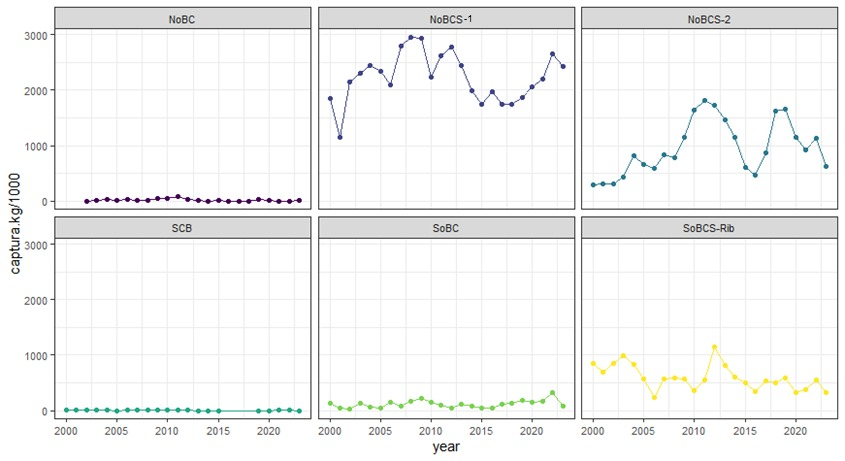 NoBC NoBCS-1 NoBCS-2
3000
2000
1000
0
SCB SoBC SoBCS-Rib
3000
2000
1000
0
captura.kg/1000
2000 2005 2010 2015 2020 2000 2005 2010 2015 2020 2000 2005 2010 2015 2020
year